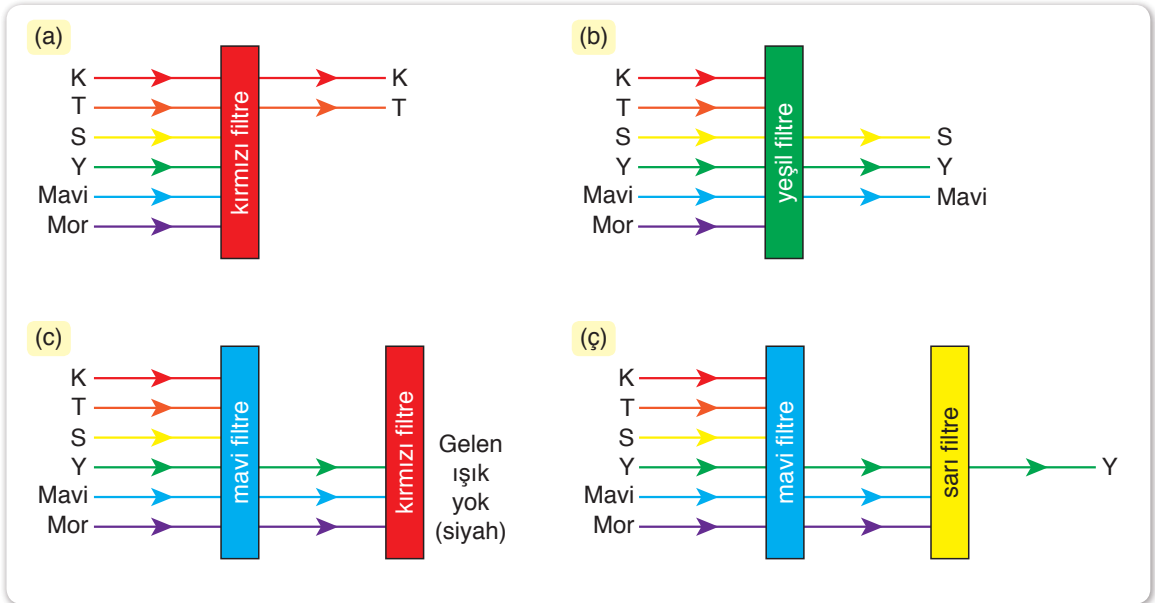 (a)
K
T
S
Y
Mavi
Mor
kırmızı filtre
K
T
(b)
K
T
S
Y
Mavi
Mor
yeşil filtre
S
Y
Mavi
(c)
K
T
S
Y
Mavi
Mor
mavi filtre
kırmızı filtre
Gelen
ışık
yok
(siyah)
(ç)
K
T
S
Y
Mavi
Mor
mavi filtre
sarı filtre
Y